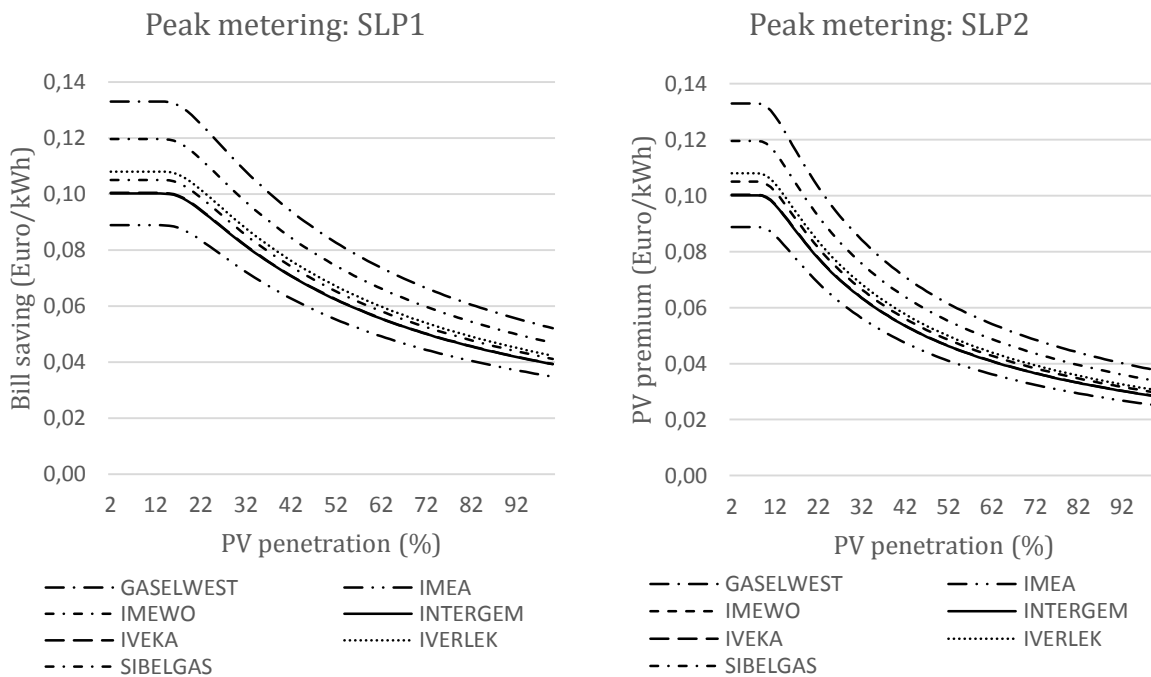 Peak metering: SLP1
Bill saving (Euro/kWh)
0,14
0,12
0,10
0,08
0,06
0,04
0,02
0,00
2 12 22 32 42 52 62 72 82 92
PV penetration (%)
GASELWEST IMEA
IMEWO INTERGEM
IVEKA IVERLEK
SIBELGAS
Peak metering: SLP2
PV premium (Euro/kWh)
0,14
0,12
0,10
0,08
0,06
0,04
0,02
0,00
2 12 22 32 42 52 62 72 82 92
PV penetration (%)
GASELWEST IMEA
IMEWO INTERGEM
IVEKA IVERLEK
SIBELGAS